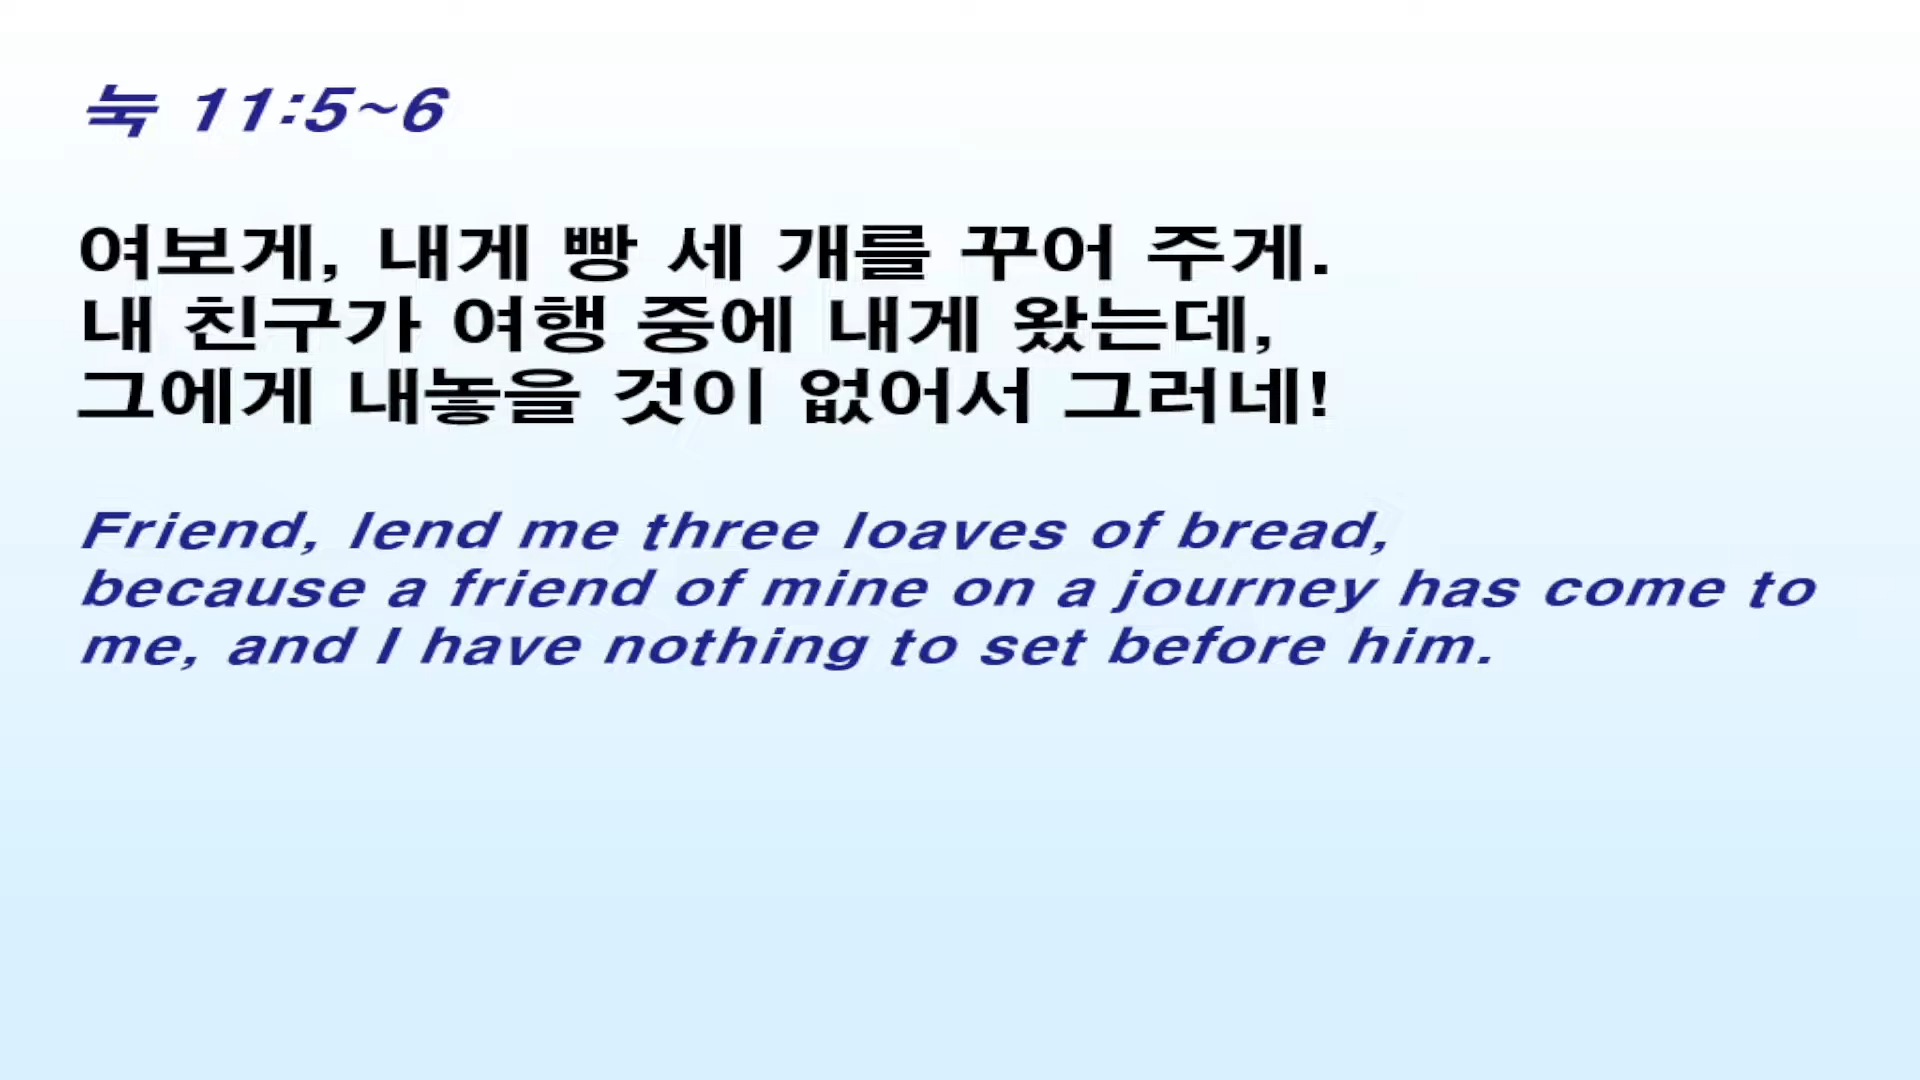 눅 11:5~6
여보게, 내게 빵 세 개를 꾸어 주게.
내 친구가 여행 중에 내게 왔는데,
그에게 내놓을 것이 없어서 그러네!
Friend, lend me three loaves of bread,
because a friend of mine on a journey has come to
me, and I have nothing to set before him.